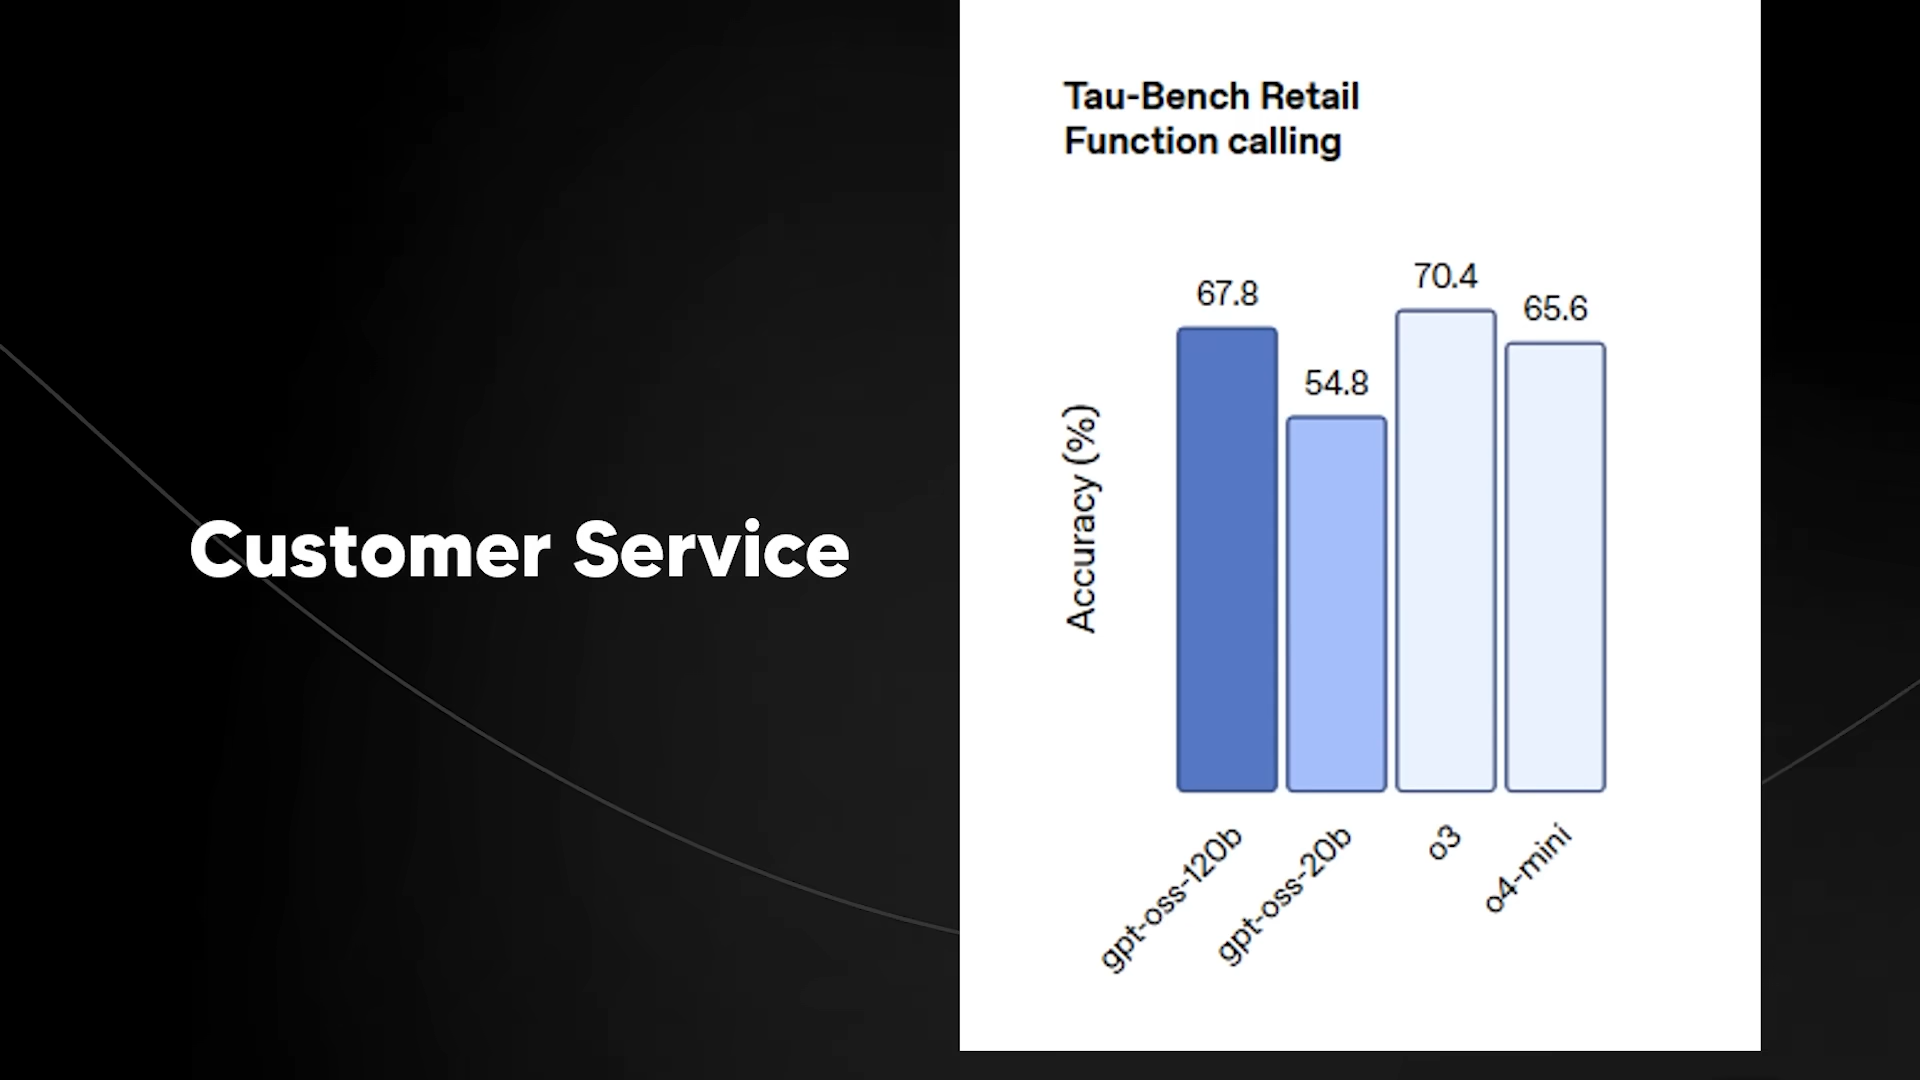 Customer Service
Tau-Bench Retail
Function calling
Accuracy (%)
67.8
54.8
70.4
65.6
gpt-oss-120b
gpt-oss-20b
o3
o4-mini